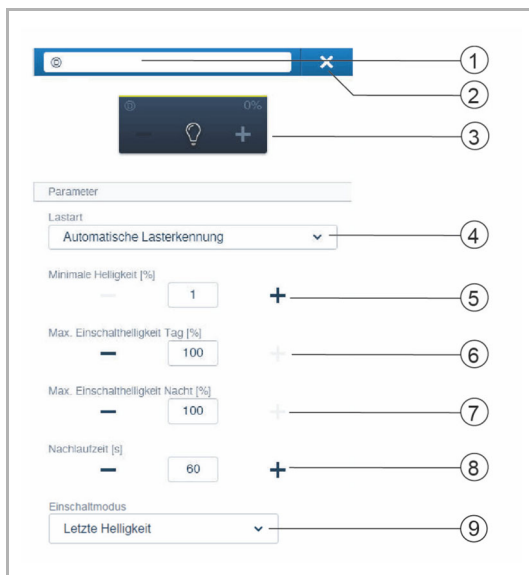 ①
②
0%
③
Parameter
Lastart
Automatische Lasterkennung
④
Minimale Helligkeit [%]
1
⑤
Max. Einschalthelligkeit Tag [%]
100
⑥
Max. Einschalthelligkeit Nacht [%]
100
⑦
Nachlaufzeit [s]
60
⑧
Einschaltmodus
Letzte Helligkeit
⑨